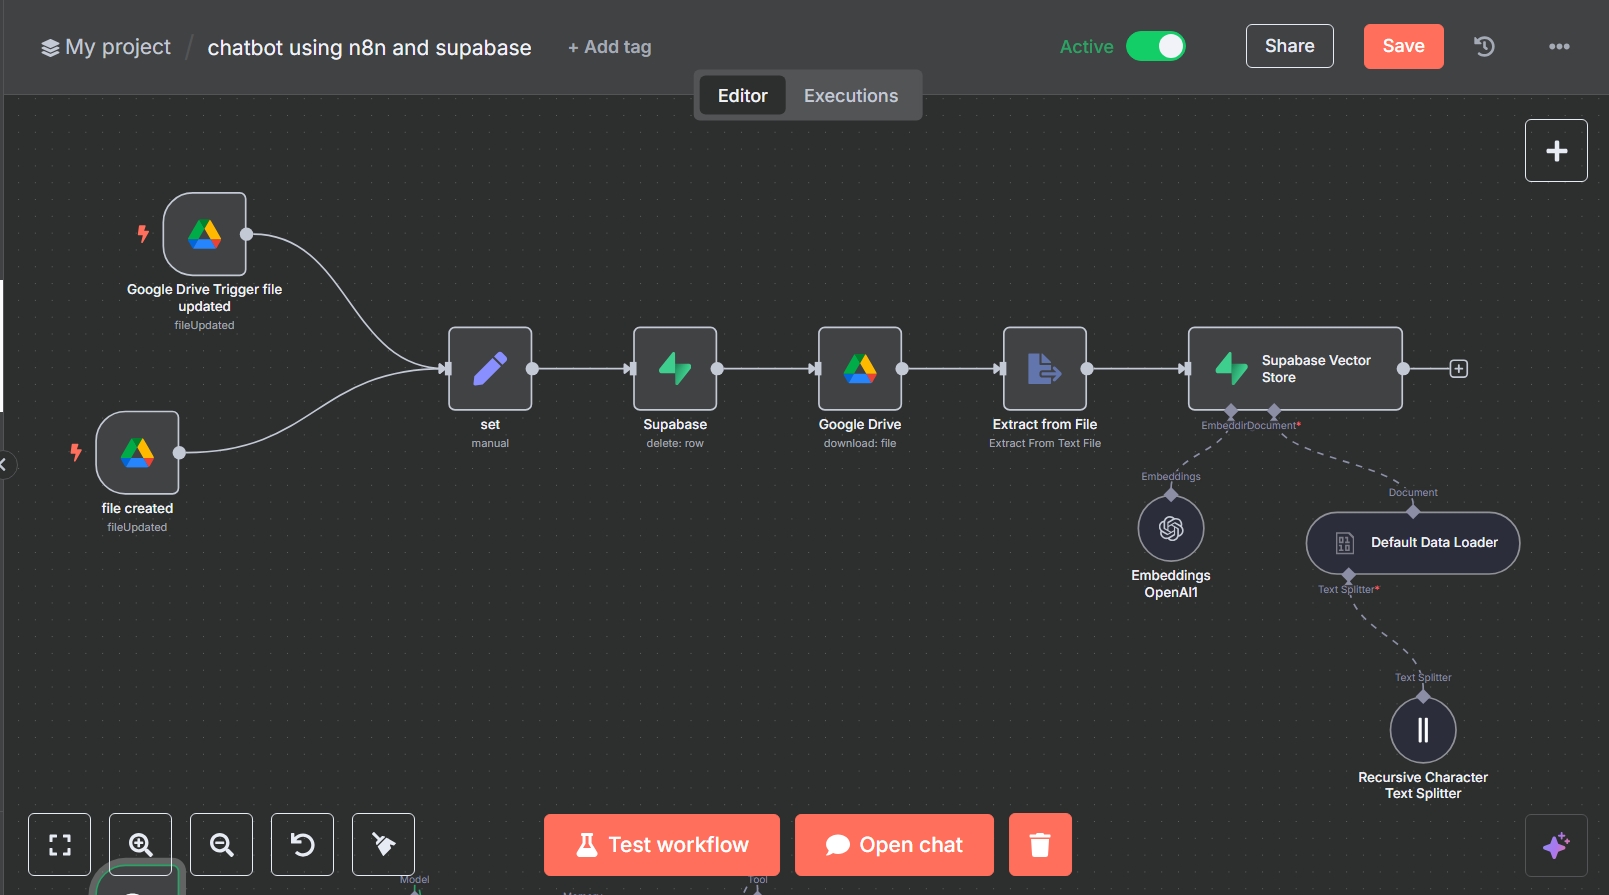 My project / chatbot using n8n and supabase + Add tag
Active
Share
Save
Editor
Executions
Google Drive Trigger file
updated
fileUpdated
file created
fileUpdated
set
manual
Supabase
delete: row
Google Drive
download: file
Extract from File
Extract From Text File
Supabase Vector
Store
EmbeddinDocument*
Embeddings
Embeddings
OpenAI1
Document
Default Data Loader
Text Splitter*
Text Splitter
Recursive Character
Text Splitter
Test workflow
Open chat
Model
Tool